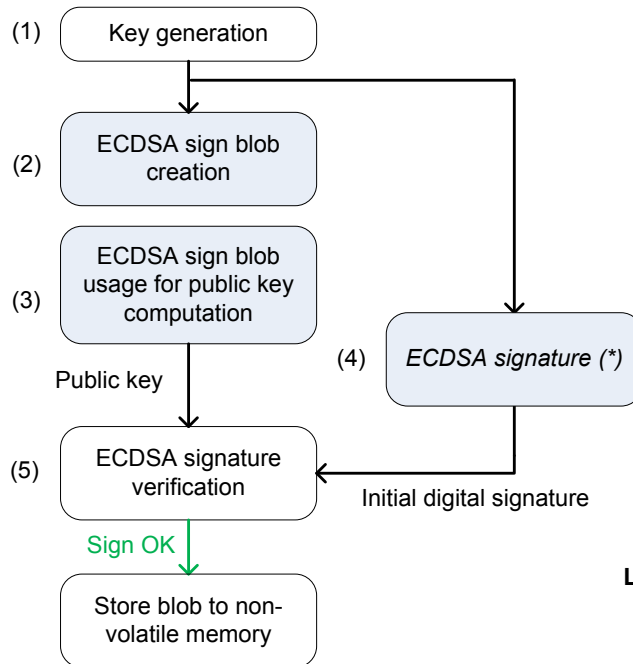 (1)
Key generation
(2)
ECDSA sign blob
creation
(3)
ECDSA sign blob
usage for public key
computation
(4)
ECDSA signature (*)
Public key
(5)
ECDSA signature
verification
Initial digital signature
Sign OK
Store blob to non-
volatile memory
L